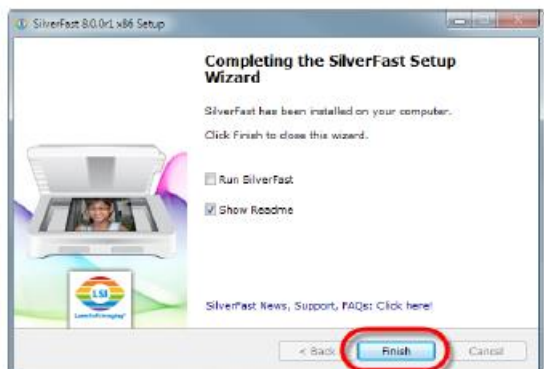 SilverFast 8.0.0r1 x86 Setup
Completing the SilverFast Setup
Wizard
SilverFast has been installed on your computer.
Click Finish to close this wizard.
Run SilverFast
Show Readme
LSI
LaserSoft Imaging
SilverFast News, Support, FAQs: Click here!
< Back
Finish
Cancel